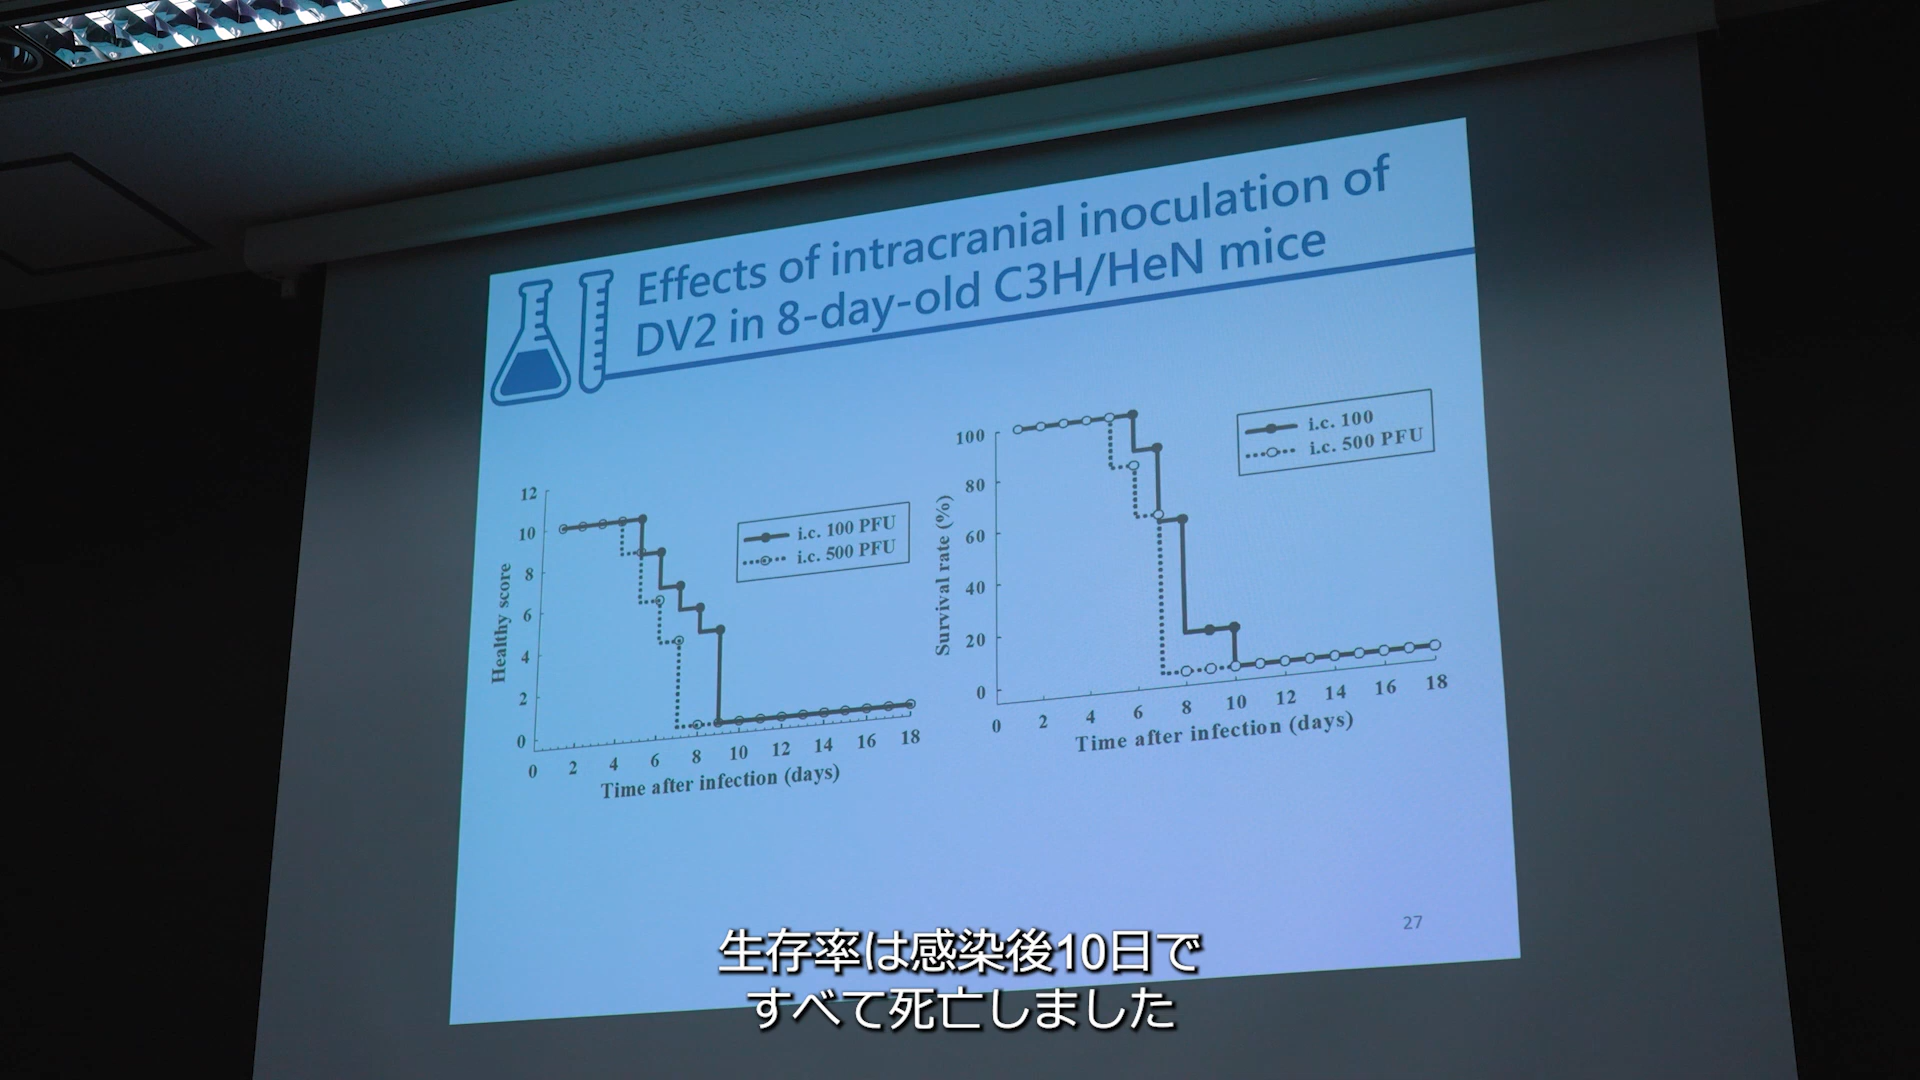 Effects of intracranial inoculation of
DV2 in 8-day-old C3H/HeN mice
12
10
8
6
4
2
0
Healthy score
i.c. 100 PFU
i.c. 500 PFU
0 2 4 6 8 10 12 14 16 18
Time after infection (days)
100
80
60
40
20
0
Survival rate (%)
i.c. 100
i.c. 500 PFU
0 2 4 6 8 10 12 14 16 18
Time after infection (days)
27
生存率は感染後10日で
すべて死亡しました